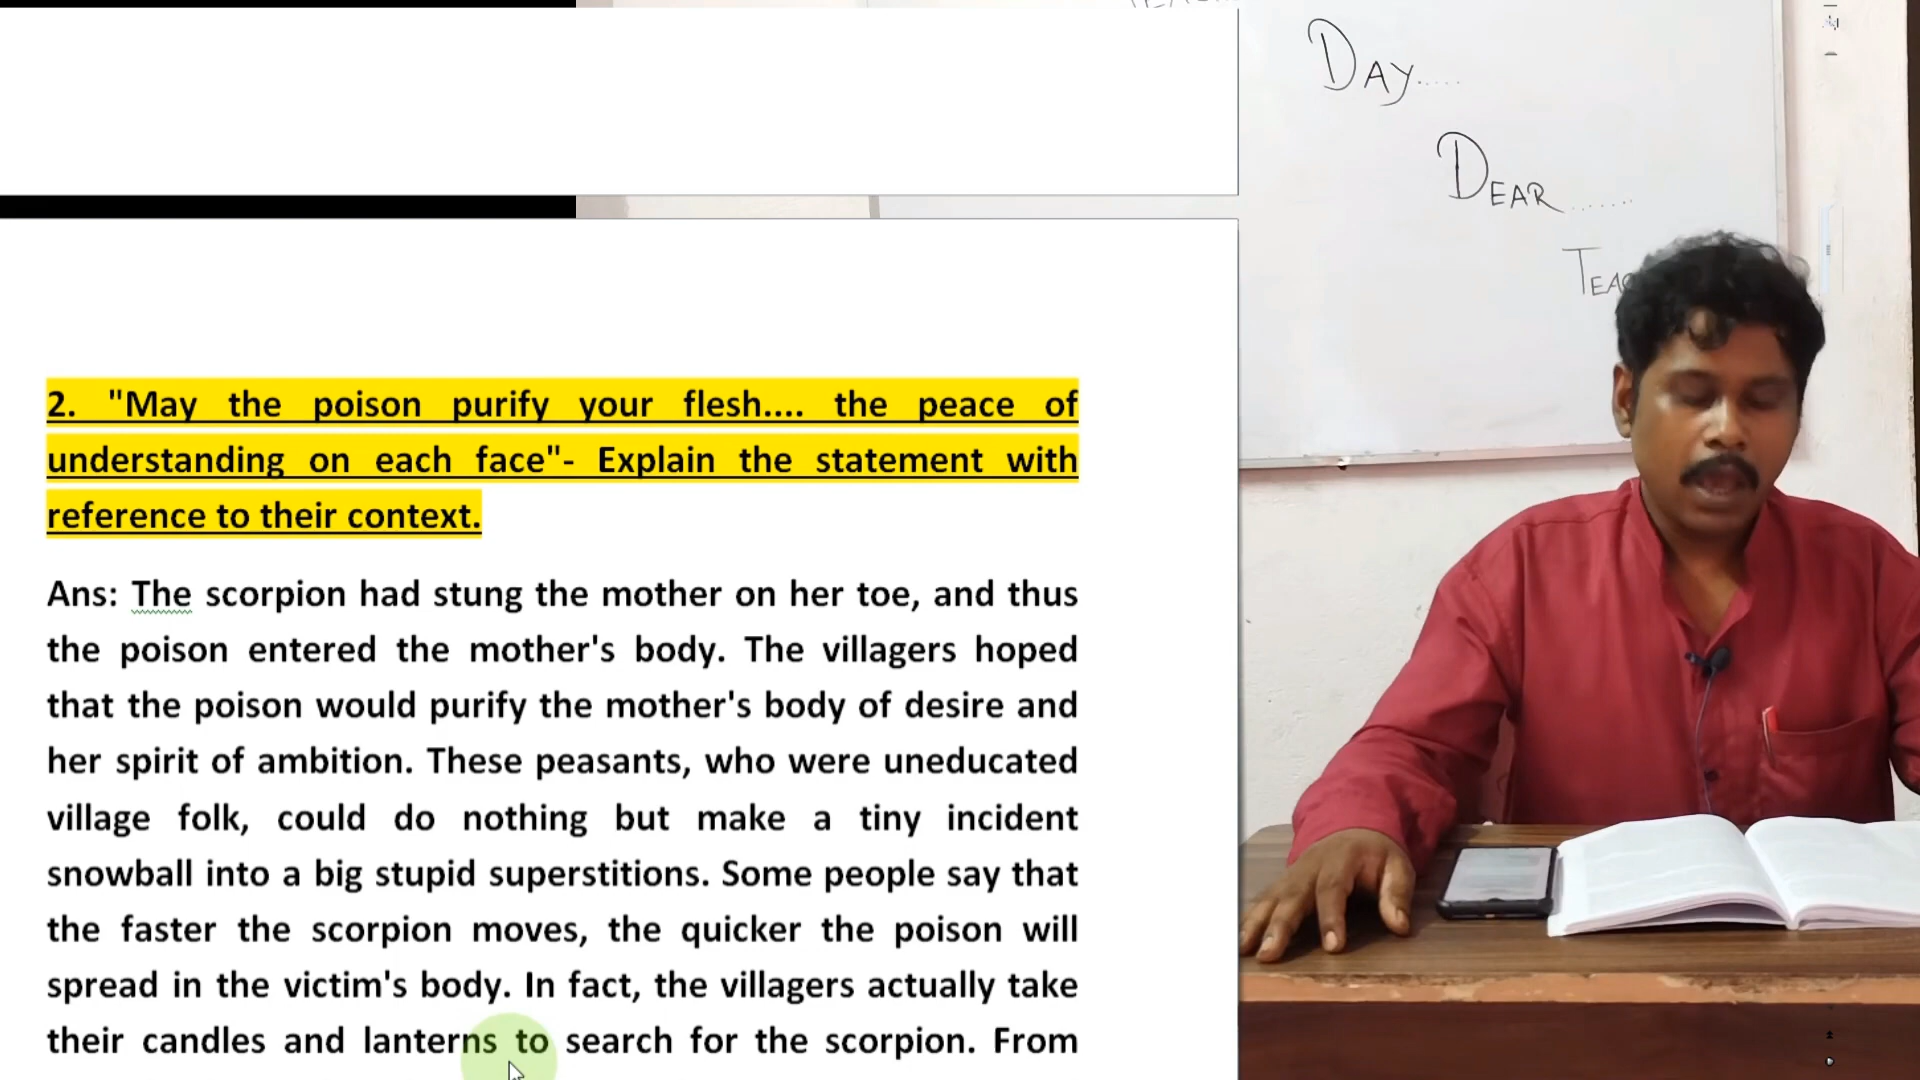 DAY.....
DEAR.......
2. "May the poison purify your flesh.... the peace of
understanding on each face"- Explain the statement with
reference to their context.
Ans: The scorpion had stung the mother on her toe, and thus
the poison entered the mother's body. The villagers hoped
that the poison would purify the mother's body of desire and
her spirit of ambition. These peasants, who were uneducated
village folk, could do nothing but make a tiny incident
snowball into a big stupid superstitions. Some people say that
the faster the scorpion moves, the quicker the poison will
spread in the victim's body. In fact, the villagers actually take
their candles and lanterns to search for the scorpion. From